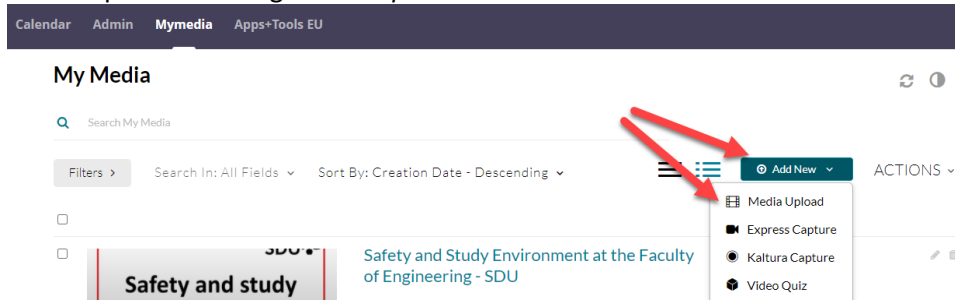 Calendar Admin Mymedia Apps+Tools EU
My Media
Search My Media
Filters > Search In: All Fields Sort By: Creation Date - Descending Add New ACTIONS
Media Upload
Express Capture
Kaltura Capture
Video Quiz
SDU
Safety and Study Environment at the Faculty
of Engineering - SDU
Safety and study